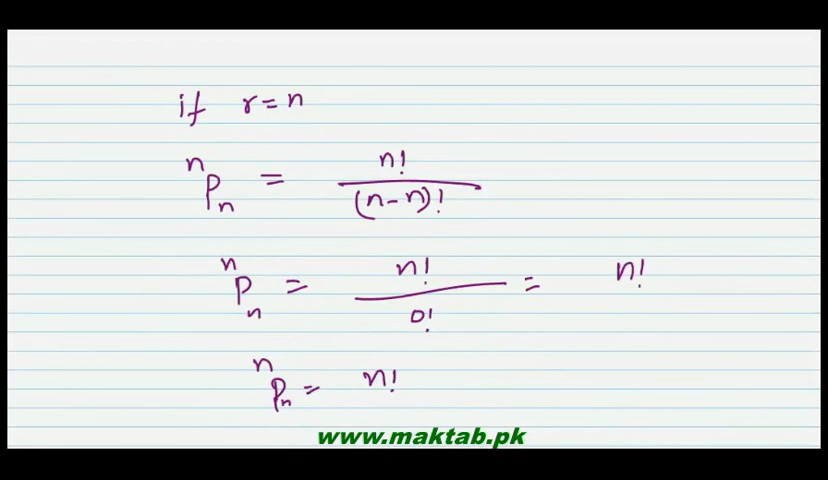 if r = n
ⁿPₙ = n! / (n-n)!
ⁿPₙ = n! / 0! = n!
ⁿPₙ = n!
www.maktab.pk